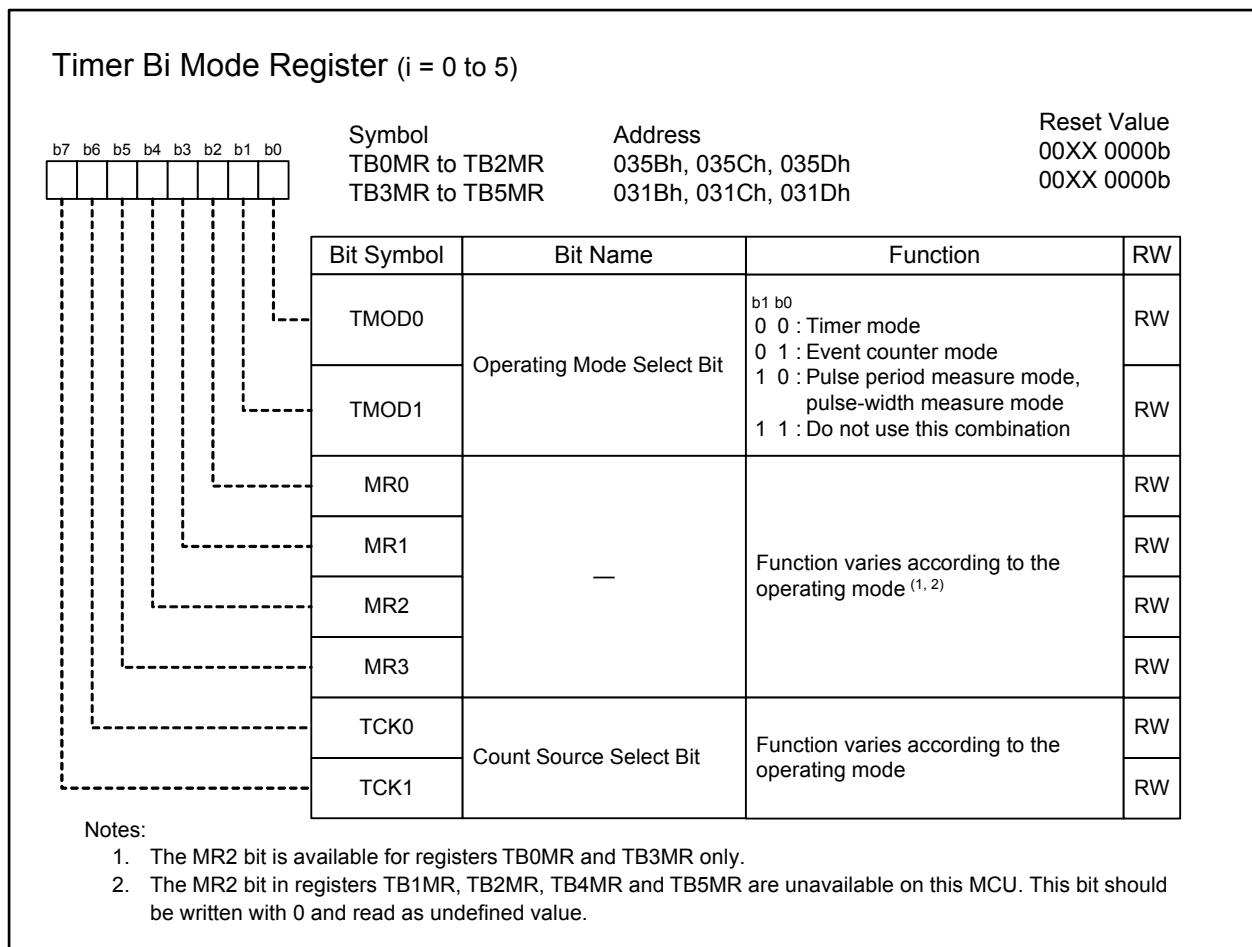 Timer Bi Mode Register (i = 0 to 5)
Symbol Address Reset Value
TB0MR to TB2MR 035Bh, 035Ch, 035Dh 00XX 0000b
TB3MR to TB5MR 031Bh, 031Ch, 031Dh 00XX 0000b
b7 b6 b5 b4 b3 b2 b1 b0
Bit Symbol Bit Name Function RW
TMOD0 RW
TMOD1 RW
Operating Mode Select Bit
b1 b0
0 0 : Timer mode
0 1 : Event counter mode
1 0 : Pulse period measure mode,
pulse-width measure mode
1 1 : Do not use this combination
MR0 RW
MR1 RW
MR2 RW
MR3 RW
—
Function varies according to the
operating mode (1, 2)
TCK0 RW
TCK1 RW
Count Source Select Bit
Function varies according to the
operating mode
Notes:
1. The MR2 bit is available for registers TB0MR and TB3MR only.
2. The MR2 bit in registers TB1MR, TB2MR, TB4MR and TB5MR are unavailable on this MCU. This bit should
be written with 0 and read as undefined value.